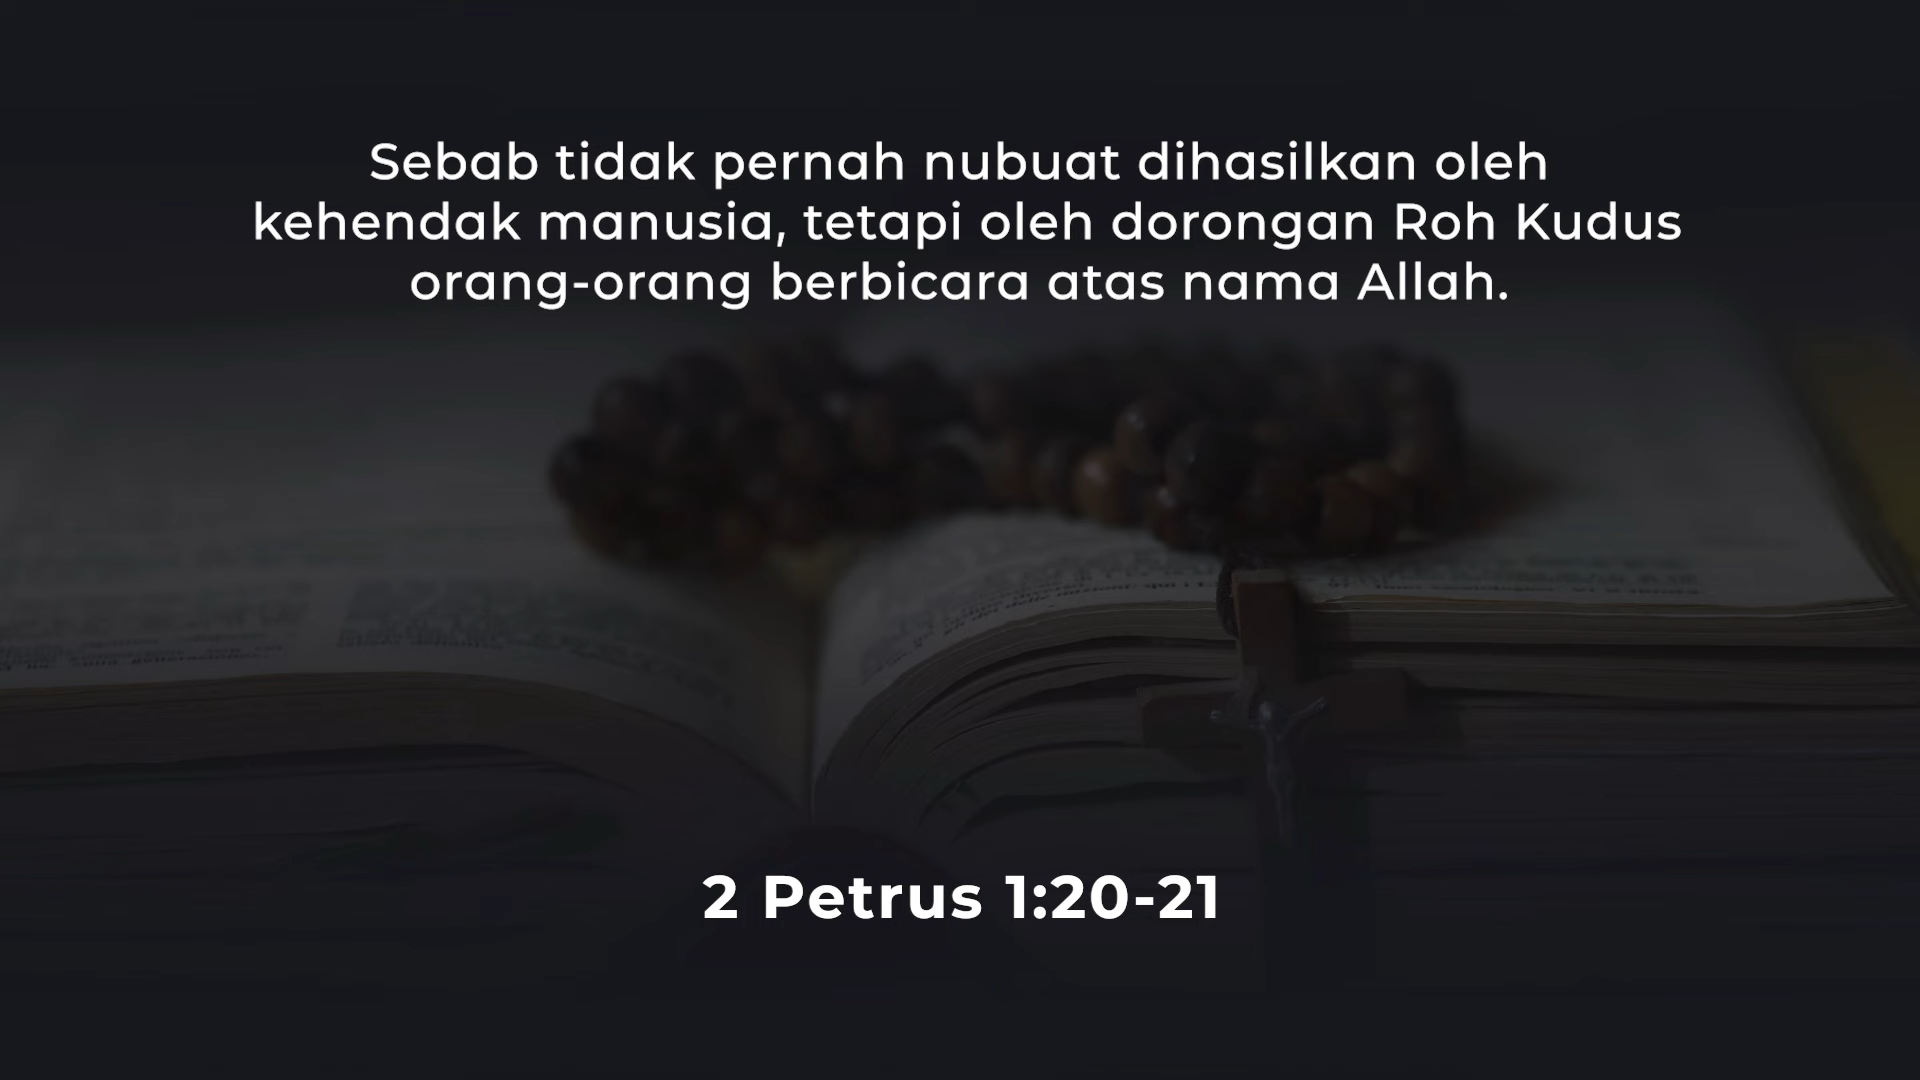 Sebab tidak pernah nubuat dihasilkan oleh
kehendak manusia, tetapi oleh dorongan Roh Kudus
orang-orang berbicara atas nama Allah.
2 Petrus 1:20-21